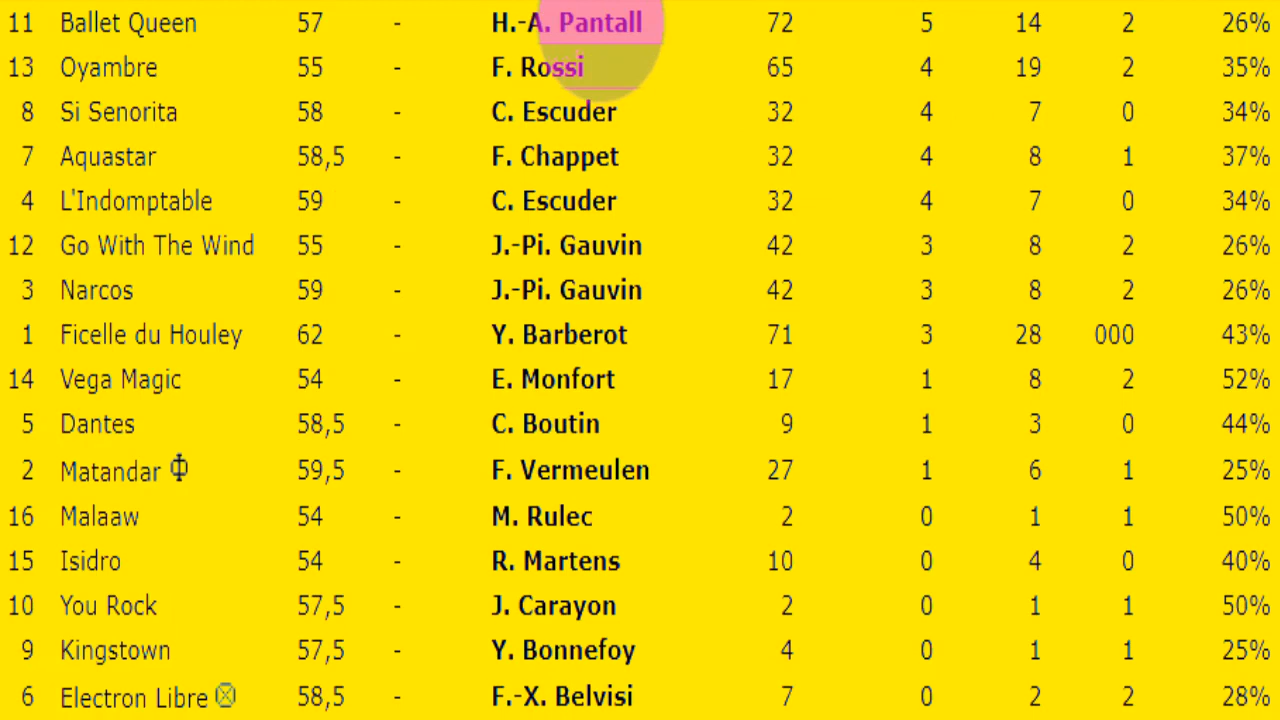 11 Ballet Queen 57 - H.-A. Pantall 72 5 14 2 26%
13 Oyambre 55 - F. Rossi 65 4 19 2 35%
8 Si Senorita 58 - C. Escuder 32 4 7 0 34%
7 Aquastar 58,5 - F. Chappet 32 4 8 1 37%
4 L'Indomptable 59 - C. Escuder 32 4 7 0 34%
12 Go With The Wind 55 - J.-Pi. Gauvin 42 3 8 2 26%
3 Narcos 59 - J.-Pi. Gauvin 42 3 8 2 26%
1 Ficelle du Houley 62 - Y. Barberot 71 3 28 000 43%
14 Vega Magic 54 - E. Monfort 17 1 8 2 52%
5 Dantes 58,5 - C. Boutin 9 1 3 0 44%
2 Matandar 59,5 - F. Vermeulen 27 1 6 1 25%
16 Malaaw 54 - M. Rulec 2 0 1 1 50%
15 Isidro 54 - R. Martens 10 0 4 0 40%
10 You Rock 57,5 - J. Carayon 2 0 1 1 50%
9 Kingstown 57,5 - Y. Bonnefoy 4 0 1 1 25%
6 Electron Libre 58,5 - F.-X. Belvisi 7 0 2 2 28%